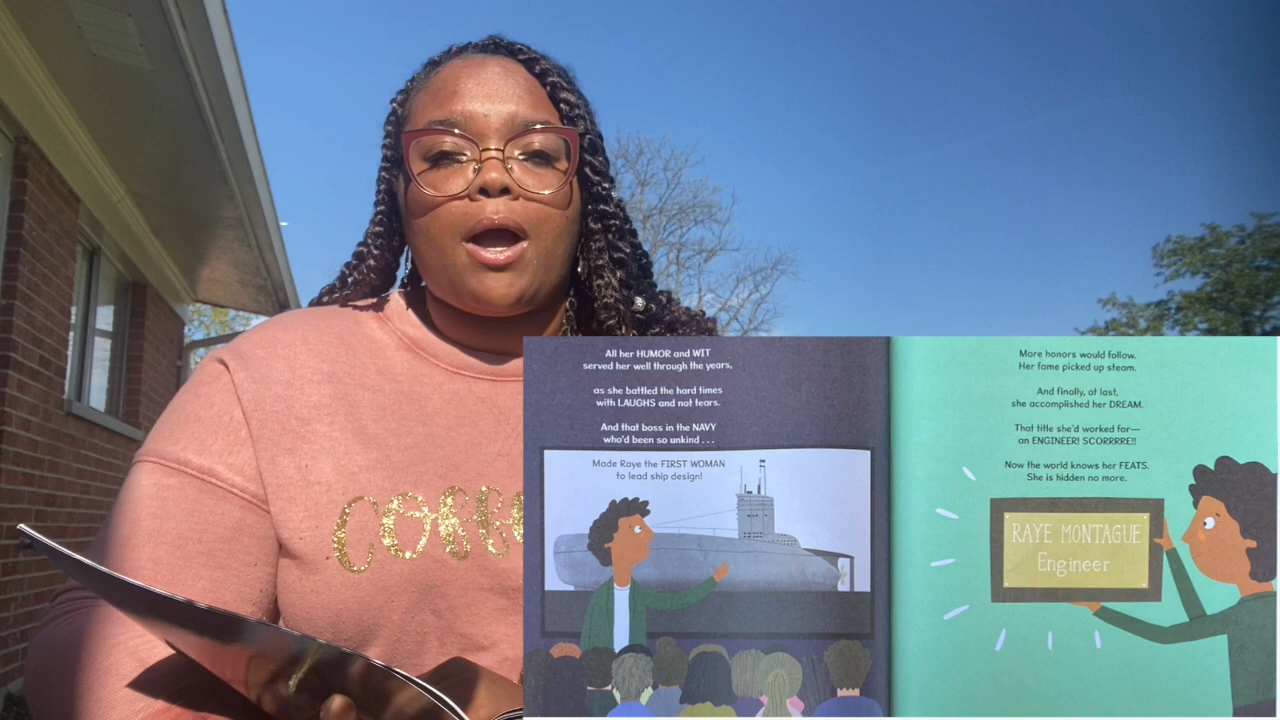 COFFE
All her HUMOR and WIT
served her well through the years,
as she battled the hard times
with LAUGHS and not tears.
And that boss in the NAVY
who'd been so unkind . . .
Made Raye the FIRST WOMAN
to lead ship design!
More honors would follow.
Her fame picked up steam.
And finally, at last,
she accomplished her DREAM.
That title she'd worked for—
an ENGINEER! SCORRRRE!!
Now the world knows her FEATS.
She is hidden no more.
RAYE MONTAGUE
Engineer